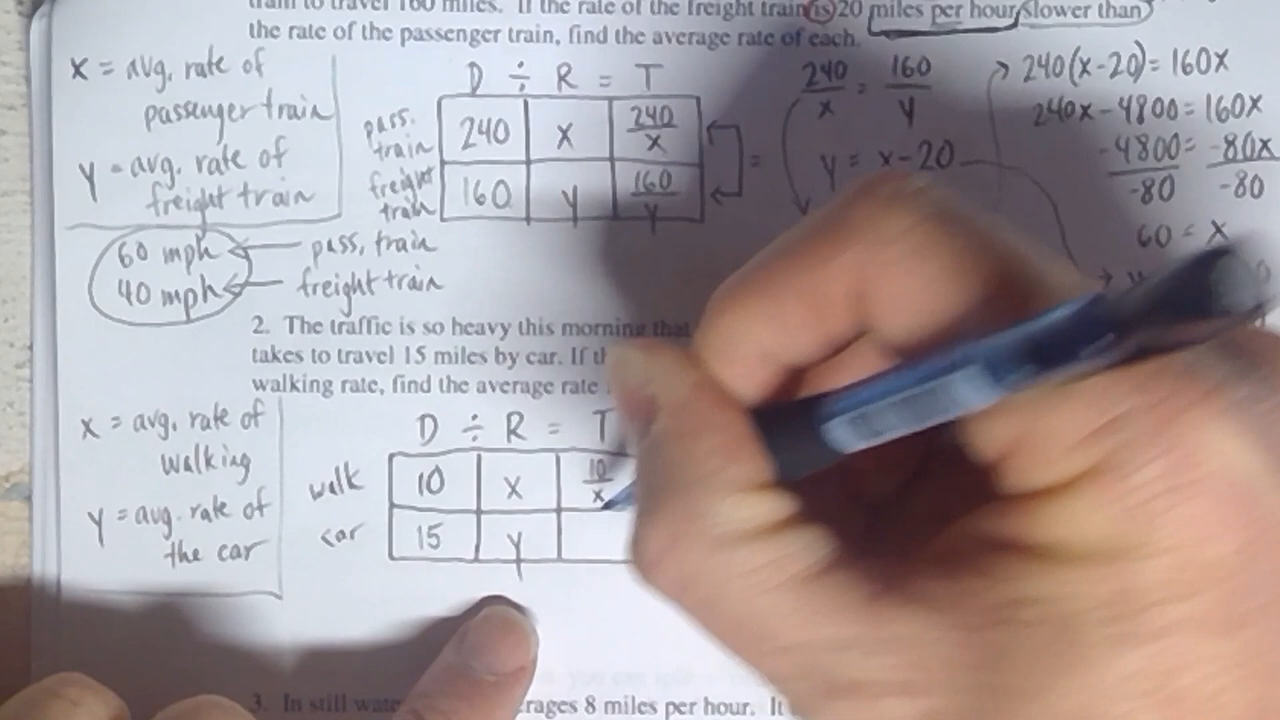 train to travel 160 miles. If the rate of the freight train is 20 miles per hour slower than
the rate of the passenger train, find the average rate of each.
x = avg. rate of
passenger train
y = avg. rate of
freight train
D ÷ R = T
pass. train 240 x 240/x
freight train 160 y 160/y
=
240/x = 160/y
y = x-20
240(x-20) = 160x
240x - 4800 = 160x
-4800 = -80x
-80 -80
60 = x
60 mph ← pass. train
40 mph ← freight train
2. The traffic is so heavy this morning that
takes to travel 15 miles by car. If
walking rate, find the average rate
x = avg. rate of
walking
y = avg. rate of
the car
D ÷ R = T
walk 10 x 10/x
car 15 y
3. In still averages 8 miles per hour. It